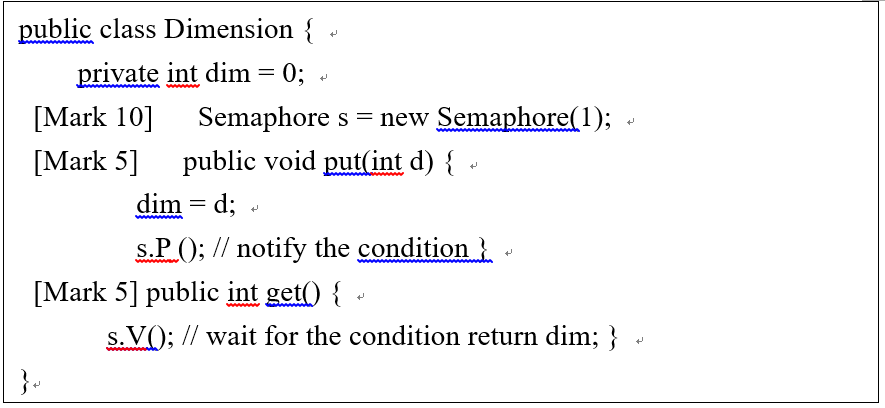 public class Dimension {
private int dim = 0;
[Mark 10] Semaphore s = new Semaphore(1);
[Mark 5] public void put(int d) {
dim = d;
s.P (); // notify the condition }
[Mark 5] public int get() {
s.V(); // wait for the condition return dim; }
}